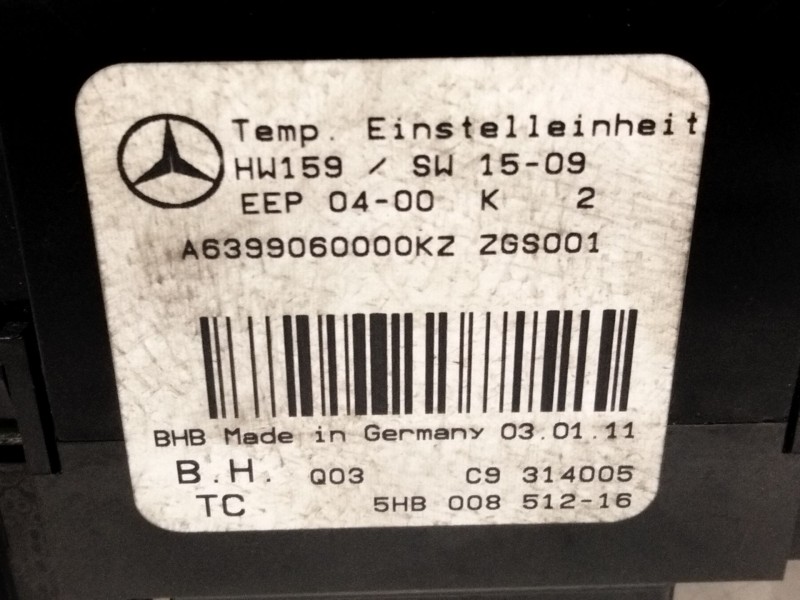 Temp. Einstelleinheit
HW159 / SW 15-09
EEP 04-00 K 2
A6399060000KZ ZGS001
BHB Made in Germany 03.01.11
B.H. Q03 C9 314005
TC 5HB 008 512-16